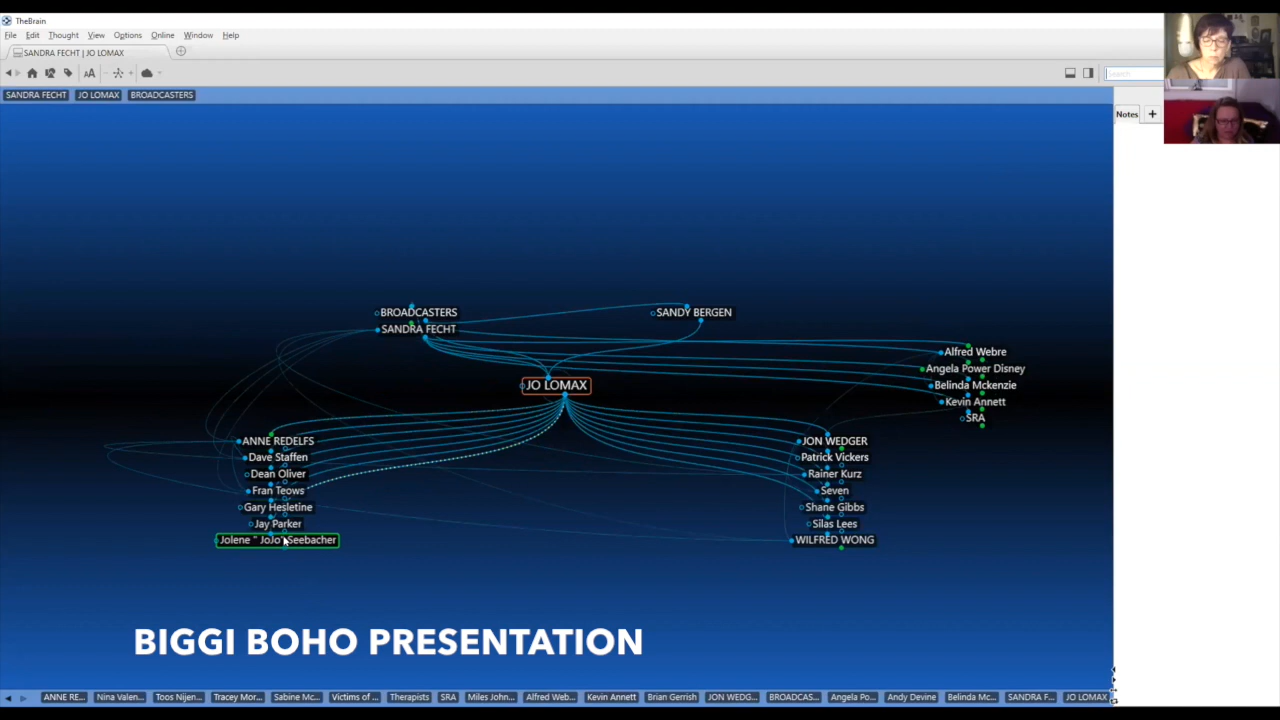 TheBrain
File Edit Thought View Options Online Window Help
SANDRA FECHT | JO LOMAX
AA
Search
SANDRA FECHT JO LOMAX BROADCASTERS
Notes +
BROADCASTERS SANDY BERGEN
SANDRA FECHT
Alfred Webre
Angela Power Disney
JO LOMAX Belinda Mckenzie
Kevin Annett
SRA
ANNE REDELFS JON WEDGER
Dave Staffen Patrick Vickers
Dean Oliver Rainer Kurz
Fran Teows Seven
Gary Hesletine Shane Gibbs
Jay Parker Silas Lees
Jolene " JoJo" Seebacher WILFRED WONG
BIGGI BOHO PRESENTATION
ANNE RE... Nina Valen... Toos Nijen... Tracey Mor... Sabine Mc... Victims of ... Therapists SRA Miles John... Alfred Web... Kevin Annett Brian Gerrish JON WEDG... BROADCAS... Angela Po... Andy Devine Belinda Mc... SANDRA F... JO LOMAX